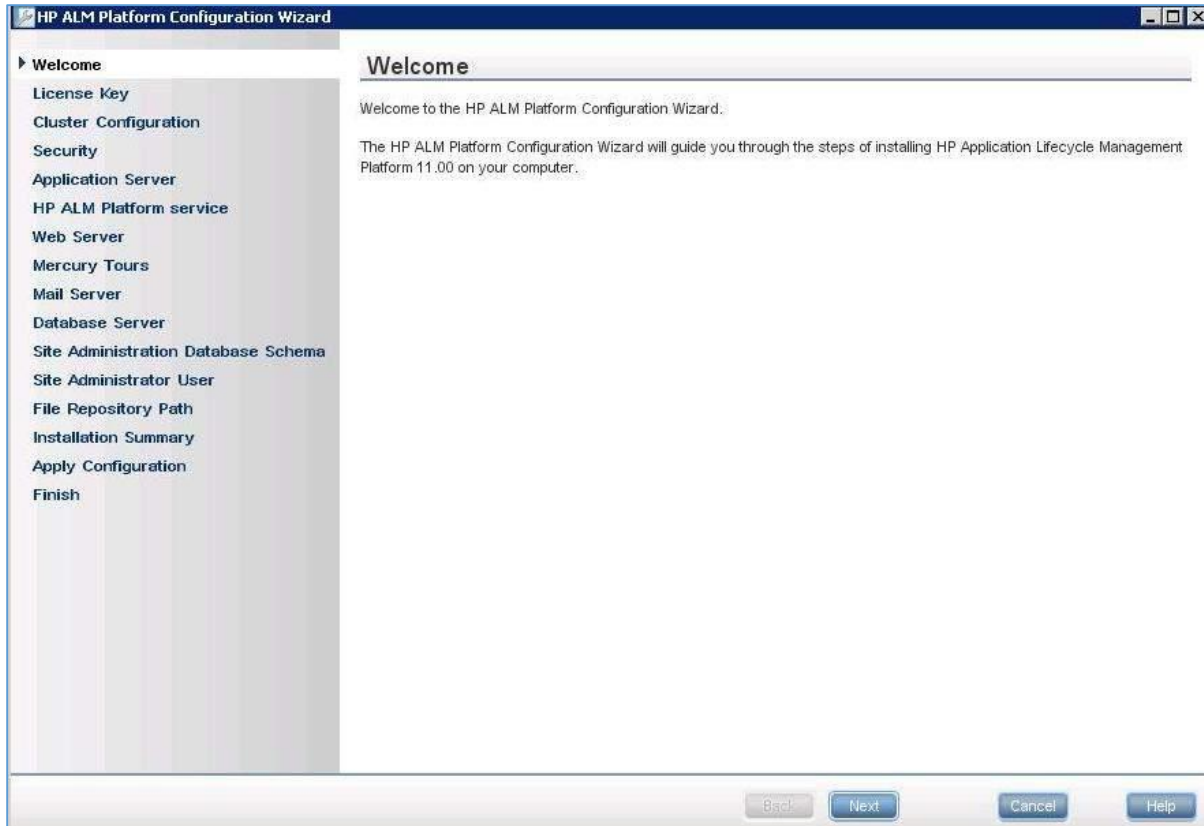 HP ALM Platform Configuration Wizard
Welcome
License Key
Cluster Configuration
Security
Application Server
HP ALM Platform service
Web Server
Mercury Tours
Mail Server
Database Server
Site Administration Database Schema
Site Administrator User
File Repository Path
Installation Summary
Apply Configuration
Finish
Welcome
Welcome to the HP ALM Platform Configuration Wizard.
The HP ALM Platform Configuration Wizard will guide you through the steps of installing HP Application Lifecycle Management
Platform 11.00 on your computer.
Back
Next
Cancel
Help